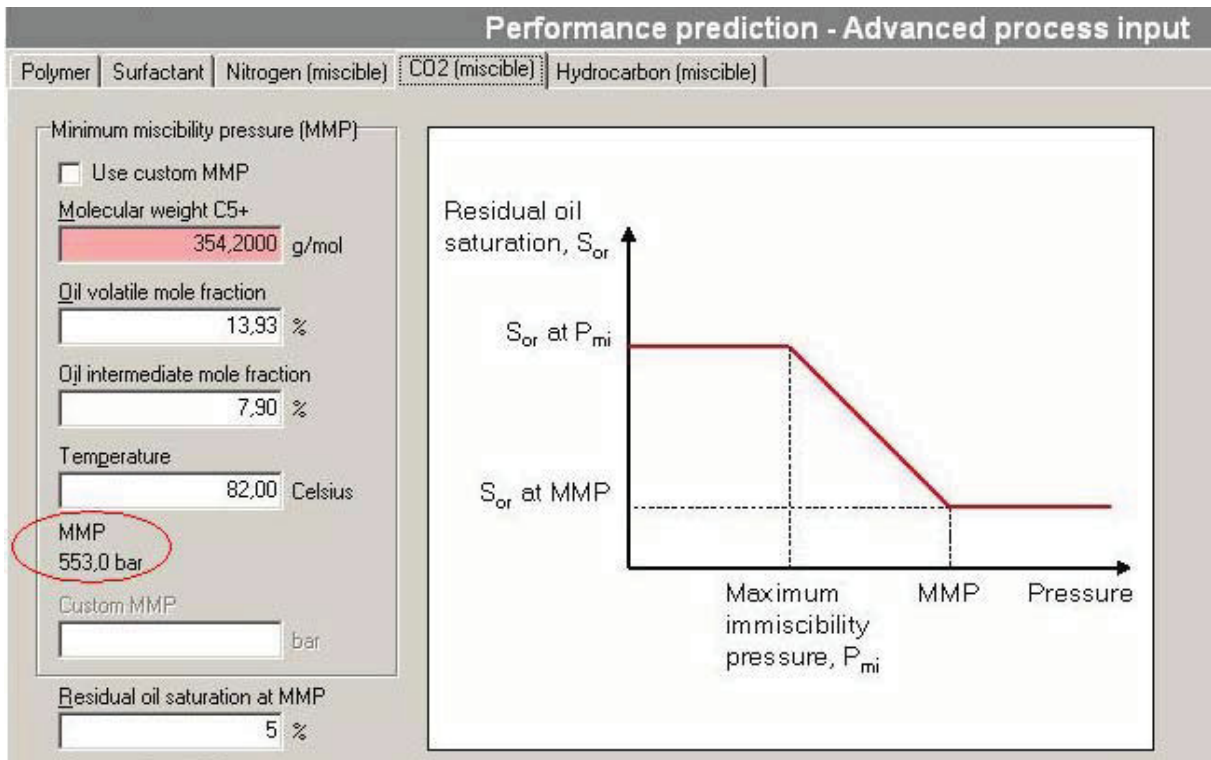 Performance prediction - Advanced process input
Polymer Surfactant Nitrogen (miscible) CO2 (miscible) Hydrocarbon (miscible)
Minimum miscibility pressure (MMP)
Use custom MMP
Molecular weight C5+
354,2000 g/mol
Oil volatile mole fraction
13,93 %
Oil intermediate mole fraction
7,90 %
Temperature
82,00 Celsius
MMP
553,0 bar
Custom MMP
bar
Residual oil saturation at MMP
5 %
Residual oil
saturation, Sor
Sor at Pmi
Sor at MMP
Maximum
immiscibility
pressure, Pmi
MMP
Pressure